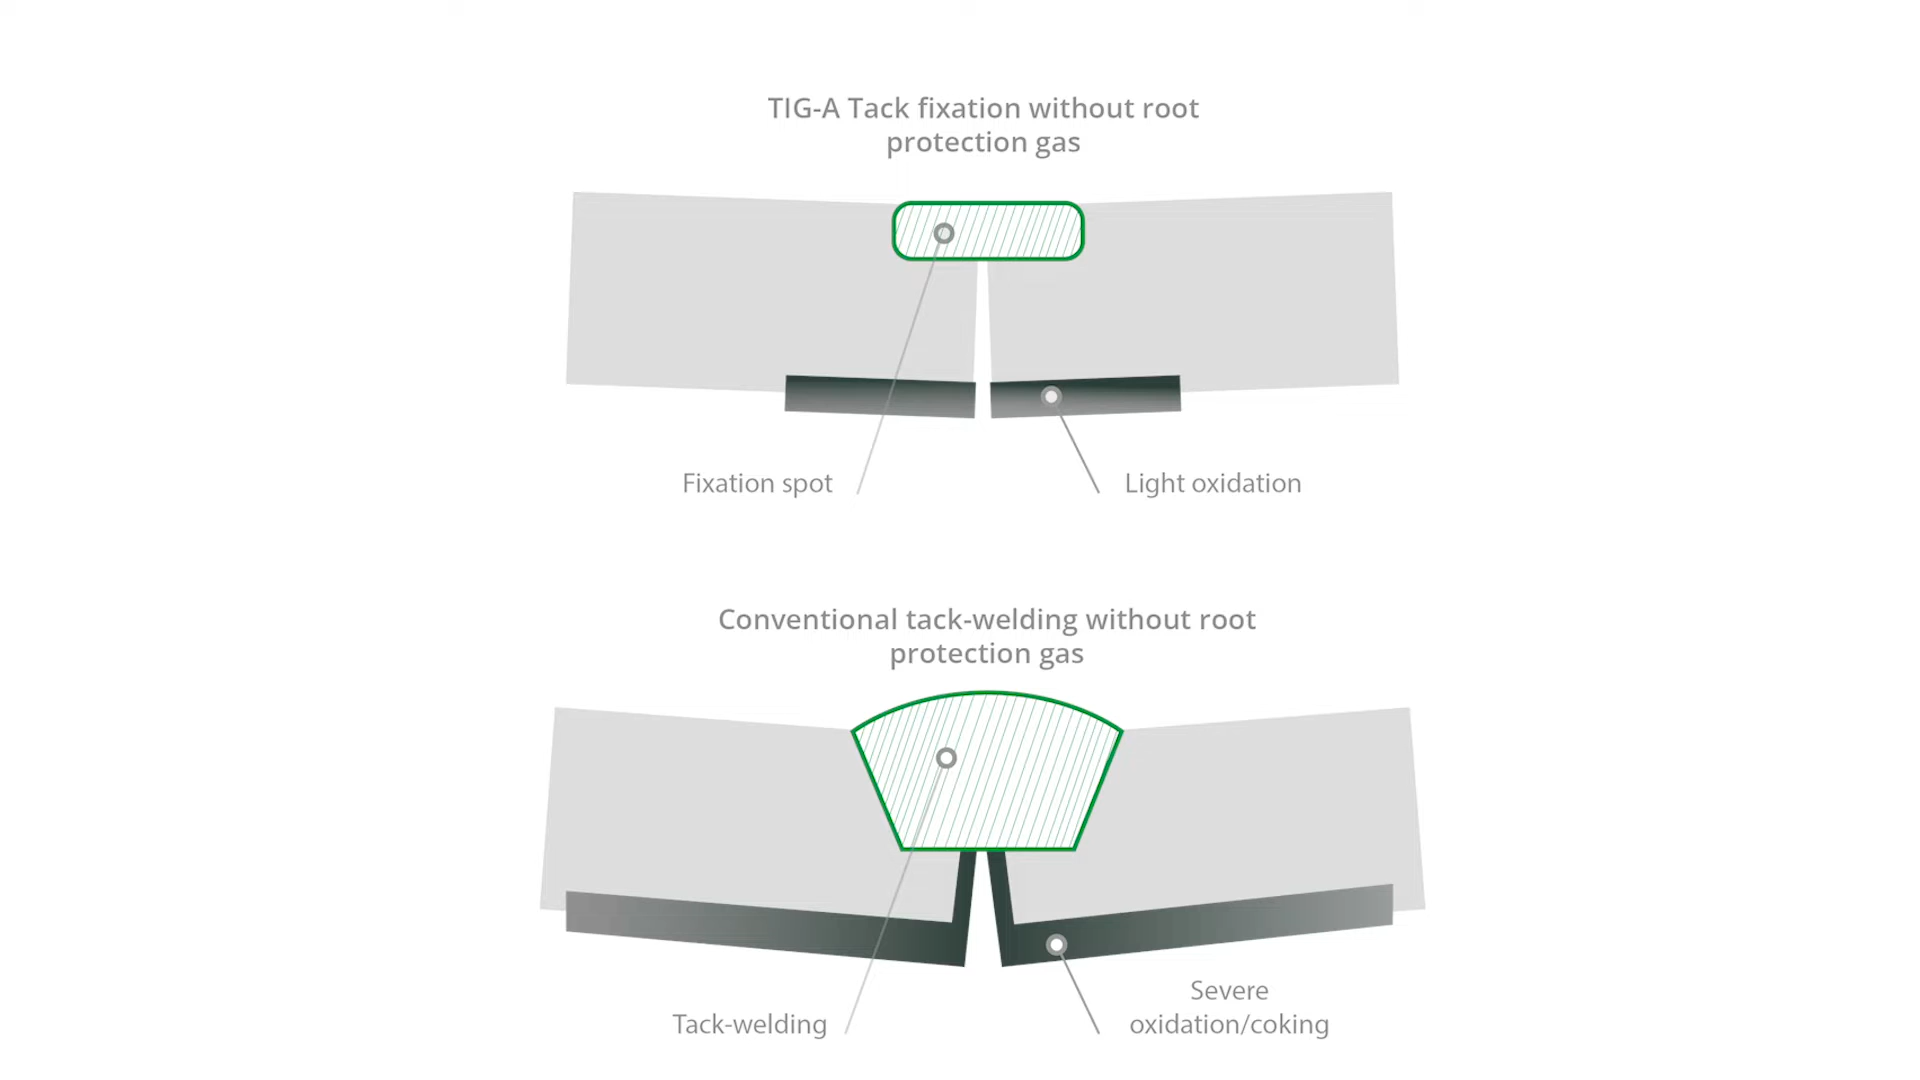 TIG-A Tack fixation without root
protection gas
Fixation spot
Light oxidation
Conventional tack-welding without root
protection gas
Tack-welding
Severe
oxidation/coking